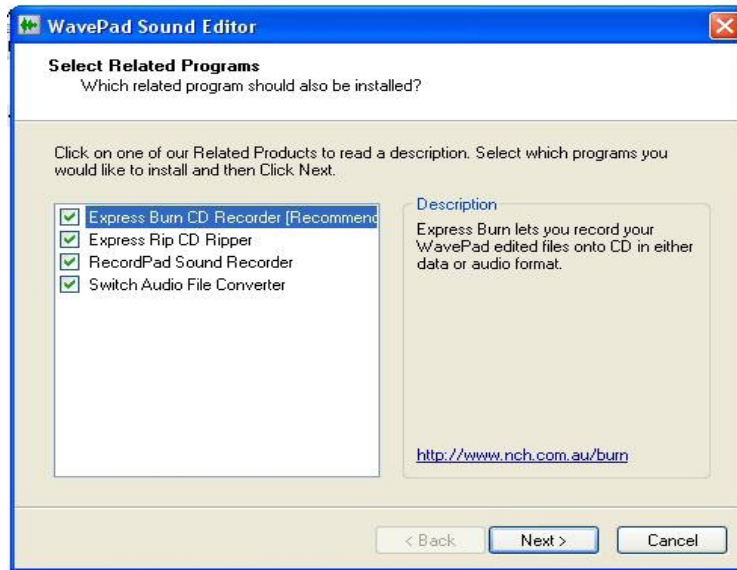 WavePad Sound Editor
Select Related Programs
Which related program should also be installed?
Click on one of our Related Products to read a description. Select which programs you
would like to install and then Click Next.
Express Burn CD Recorder [Recommend
Express Rip CD Ripper
RecordPad Sound Recorder
Switch Audio File Converter
Description
Express Burn lets you record your
WavePad edited files onto CD in either
data or audio format.
http://www.nch.com.au/burn
< Back
Next >
Cancel